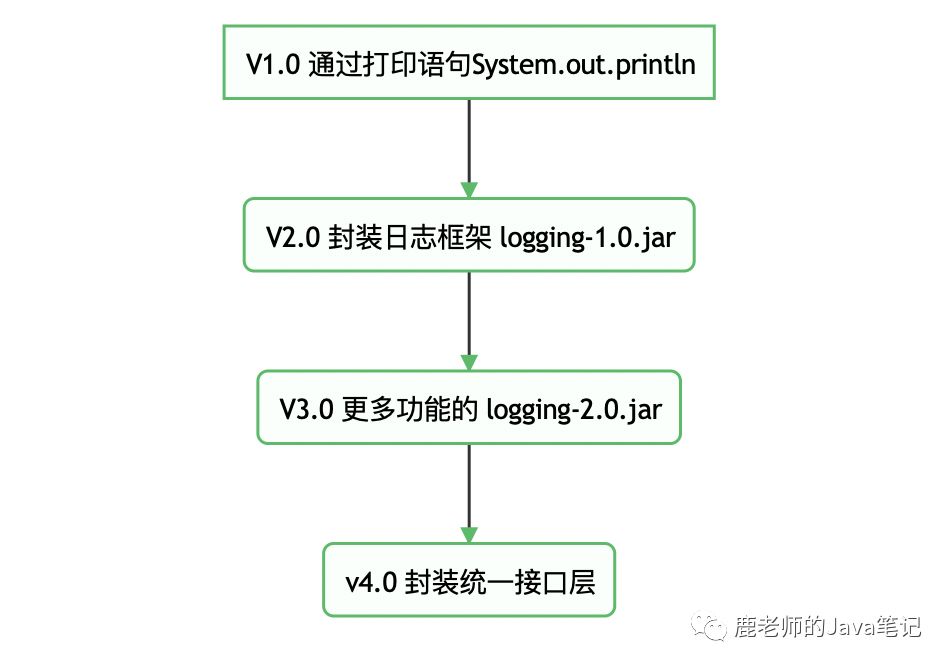 V1.0 通过打印语句System.out.println
V2.0 封装日志框架 logging-1.0.jar
V3.0 更多功能的 logging-2.0.jar
v4.0 封装统一接口层
鹿老师的Java笔记